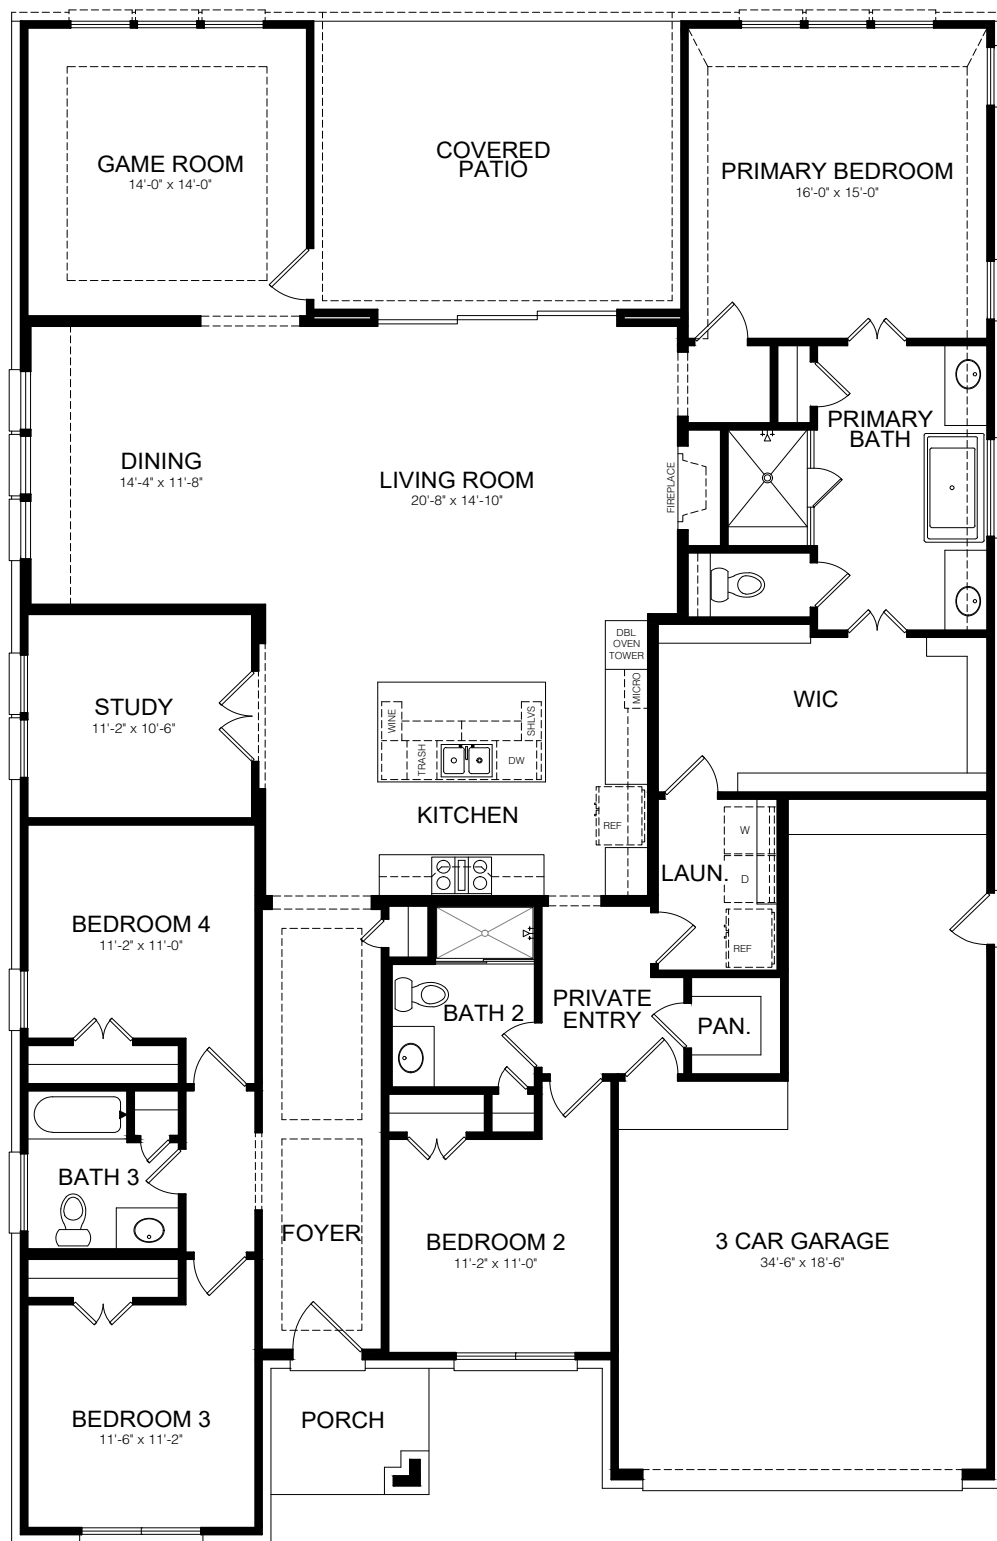 GAME ROOM
14'-0" x 14'-0"
COVERED
PATIO
PRIMARY BEDROOM
16'-0" x 15'-0"
DINING
14'-4" x 11'-8"
LIVING ROOM
20'-8" x 14'-10"
FIREPLACE
PRIMARY
BATH
DBL
OVEN
TOWER
MICRO
STUDY
11'-2" x 10'-6"
WINE
SHLVS
TRASH
DW
WIC
KITCHEN
REF
W
D
LAUN.
REF
BEDROOM 4
11'-2" x 11'-0"
BATH 2
PRIVATE
ENTRY
PAN.
BATH 3
FOYER
BEDROOM 2
11'-2" x 11'-0"
3 CAR GARAGE
34'-6" x 18'-6"
BEDROOM 3
11'-6" x 11'-2"
PORCH